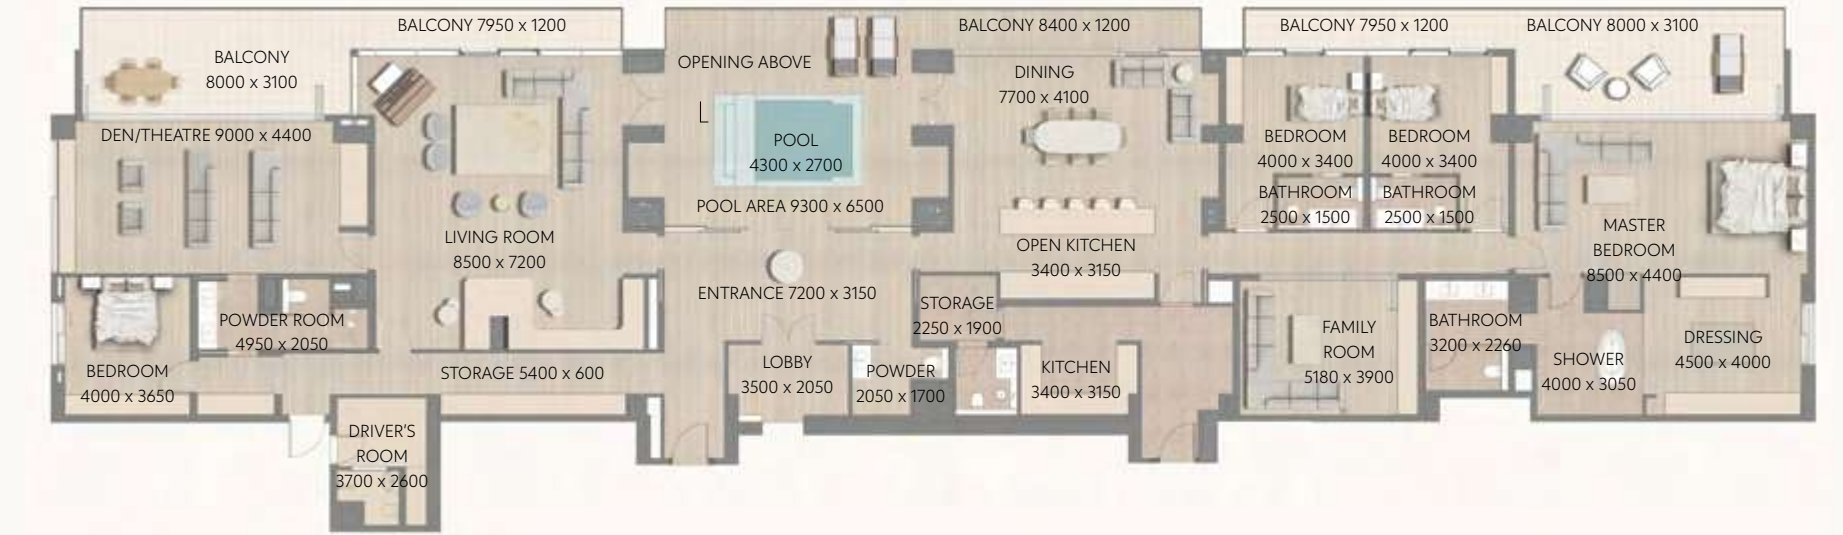 BALCONY 7950 x 1200
BALCONY 8400 x 1200
BALCONY 7950 x 1200
BALCONY 8000 x 3100
BALCONY
8000 x 3100
OPENING ABOVE
L
DINING
7700 x 4100
DEN/THEATRE 9000 x 4400
POOL
4300 x 2700
BEDROOM
4000 x 3400
BEDROOM
4000 x 3400
BATHROOM
2500 x 1500
BATHROOM
2500 x 1500
POOL AREA 9300 x 6500
LIVING ROOM
8500 x 7200
OPEN KITCHEN
3400 x 3150
MASTER
BEDROOM
8500 x 4400
ENTRANCE 7200 x 3150
STORAGE
2250 x 1900
POWDER ROOM
4950 x 2050
FAMILY
ROOM
5180 x 3900
BATHROOM
3200 x 2260
DRESSING
4500 x 4000
BEDROOM
4000 x 3650
STORAGE 5400 x 600
LOBBY
3500 x 2050
POWDER
2050 x 1700
KITCHEN
3400 x 3150
SHOWER
4000 x 3050
DRIVER'S
ROOM
3700 x 2600